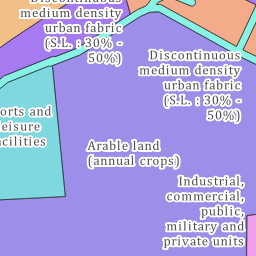 Discontinuous
medium density
urban fabric
(S.L. : 30% -
50%)
Discontinuous
medium density
urban fabric
(S.L. : 30% -
50%)
orts and
eisure
cilities
Arable land
(annual crops)
Industrial,
commercial,
public,
military and
private units